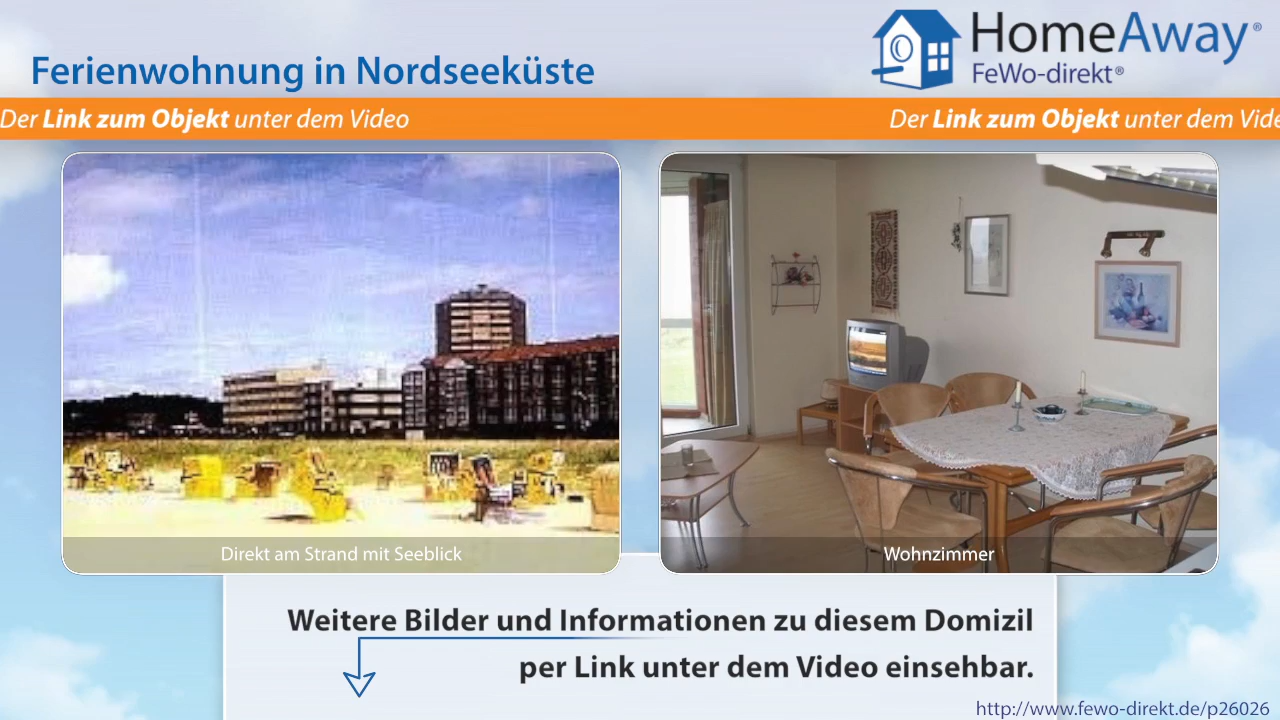 HomeAway®
FeWo-direkt®
Ferienwohnung in Nordseeküste
Der Link zum Objekt unter dem Video
Der Link zum Objekt unter dem Vide
Direkt am Strand mit Seeblick
Wohnzimmer
Weitere Bilder und Informationen zu diesem Domizil
per Link unter dem Video einsehbar.
http://www.fewo-direkt.de/p26026